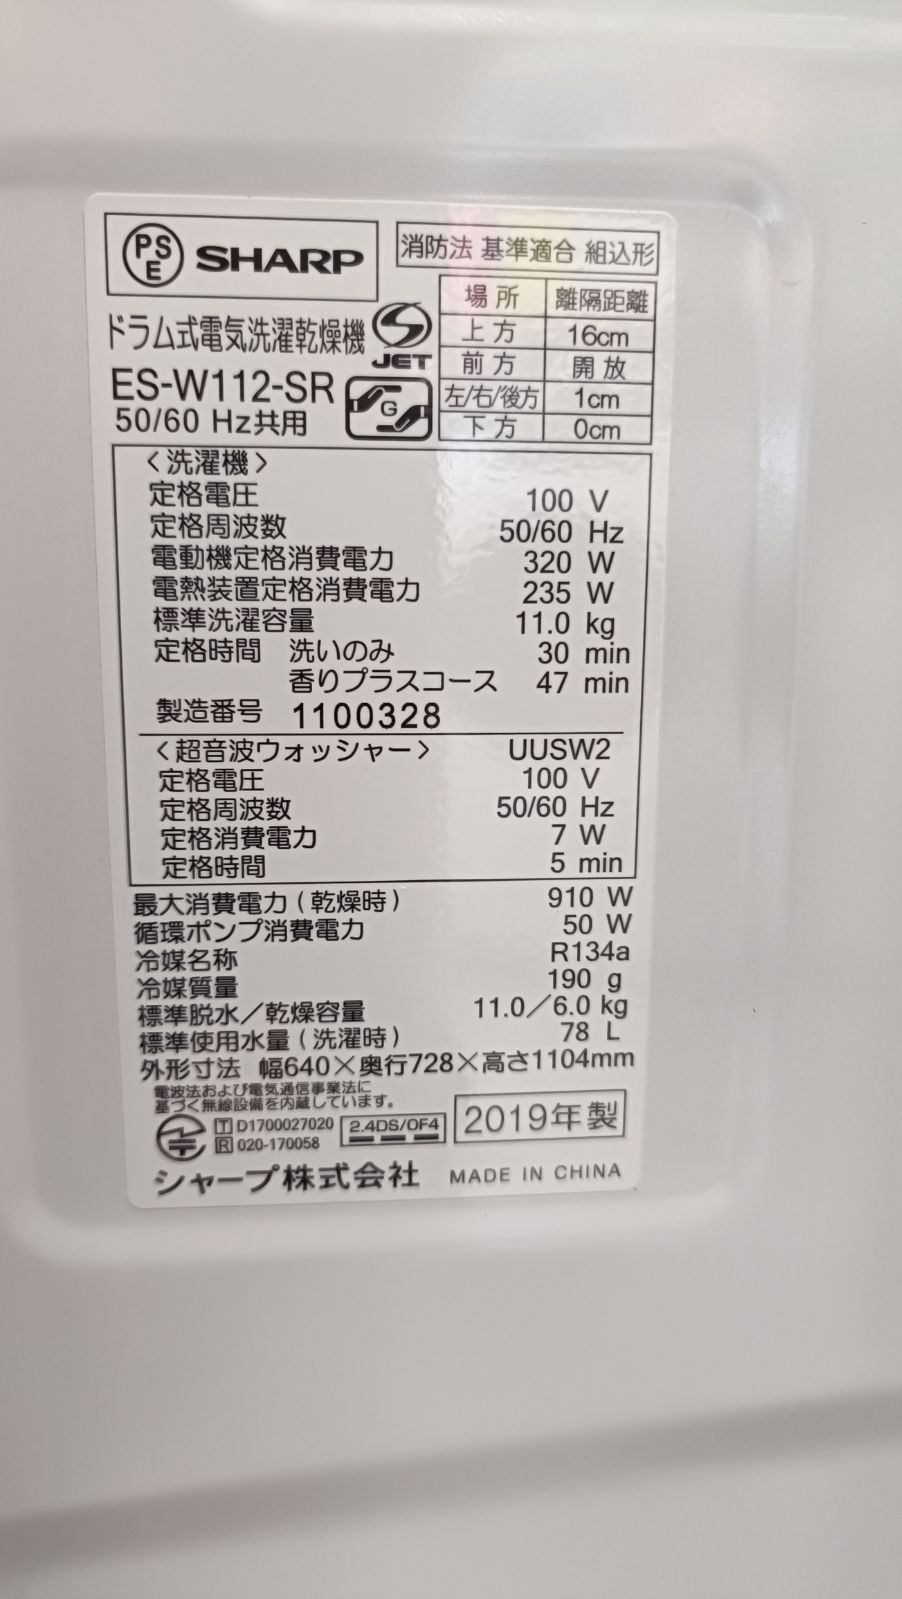 PSE SHARP
消防法 基準適合 組込形
場所 離隔距離
上方 16cm
前方 開放
左/右/後方 1cm
下方 0cm
ドラム式電気洗濯乾燥機
JET
ES-W112-SR
G
50/60 Hz共用
〈洗濯機〉
定格電圧 100 V
定格周波数 50/60 Hz
電動機定格消費電力 320 W
電熱装置定格消費電力 235 W
標準洗濯容量 11.0 kg
定格時間 洗いのみ 30 min
香りプラスコース 47 min
製造番号 1100328
〈超音波ウォッシャー〉 UUSW2
定格電圧 100 V
定格周波数 50/60 Hz
定格消費電力 7 W
定格時間 5 min
最大消費電力(乾燥時) 910 W
循環ポンプ消費電力 50 W
冷媒名称 R134a
冷媒質量 190 g
標準脱水/乾燥容量 11.0/6.0 kg
標準使用水量(洗濯時) 78 L
外形寸法 幅640×奥行728×高さ1104mm
電波法および電気通信事業法に
基づく無線設備を内蔵しています。
T D1700027020
R 020-170058
2.4DS/OF4
2019年製
シャープ株式会社 MADE IN CHINA